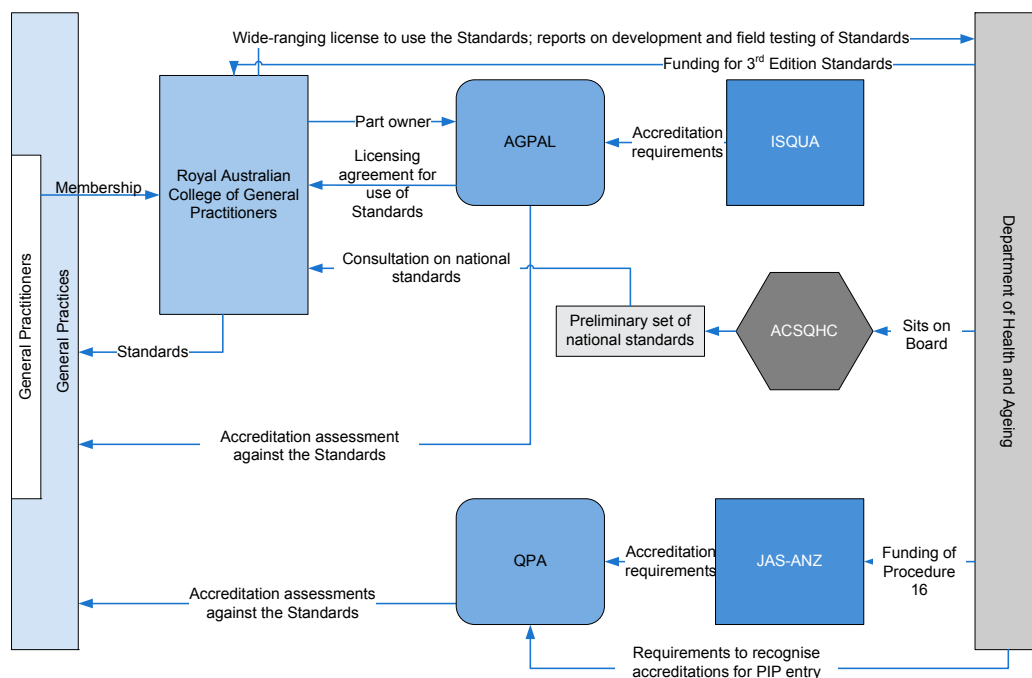 Wide-ranging license to use the Standards; reports on development and field testing of Standards
Funding for 3rd Edition Standards
Part owner
AGPAL
Accreditation
requirements
ISQUA
Royal Australian
College of General
Practitioners
Licensing
agreement for
use of
Standards
Membership
General Practitioners
General Practices
Consultation on national
standards
Preliminary set of
national standards
ACSQHC
Sits on
Board
Department of Health and Ageing
Standards
Accreditation assessment
against the Standards
QPA
Accreditation
requirements
JAS-ANZ
Funding of
Procedure
16
Accreditation assessments
against the Standards
Requirements to recognise
accreditations for PIP entry